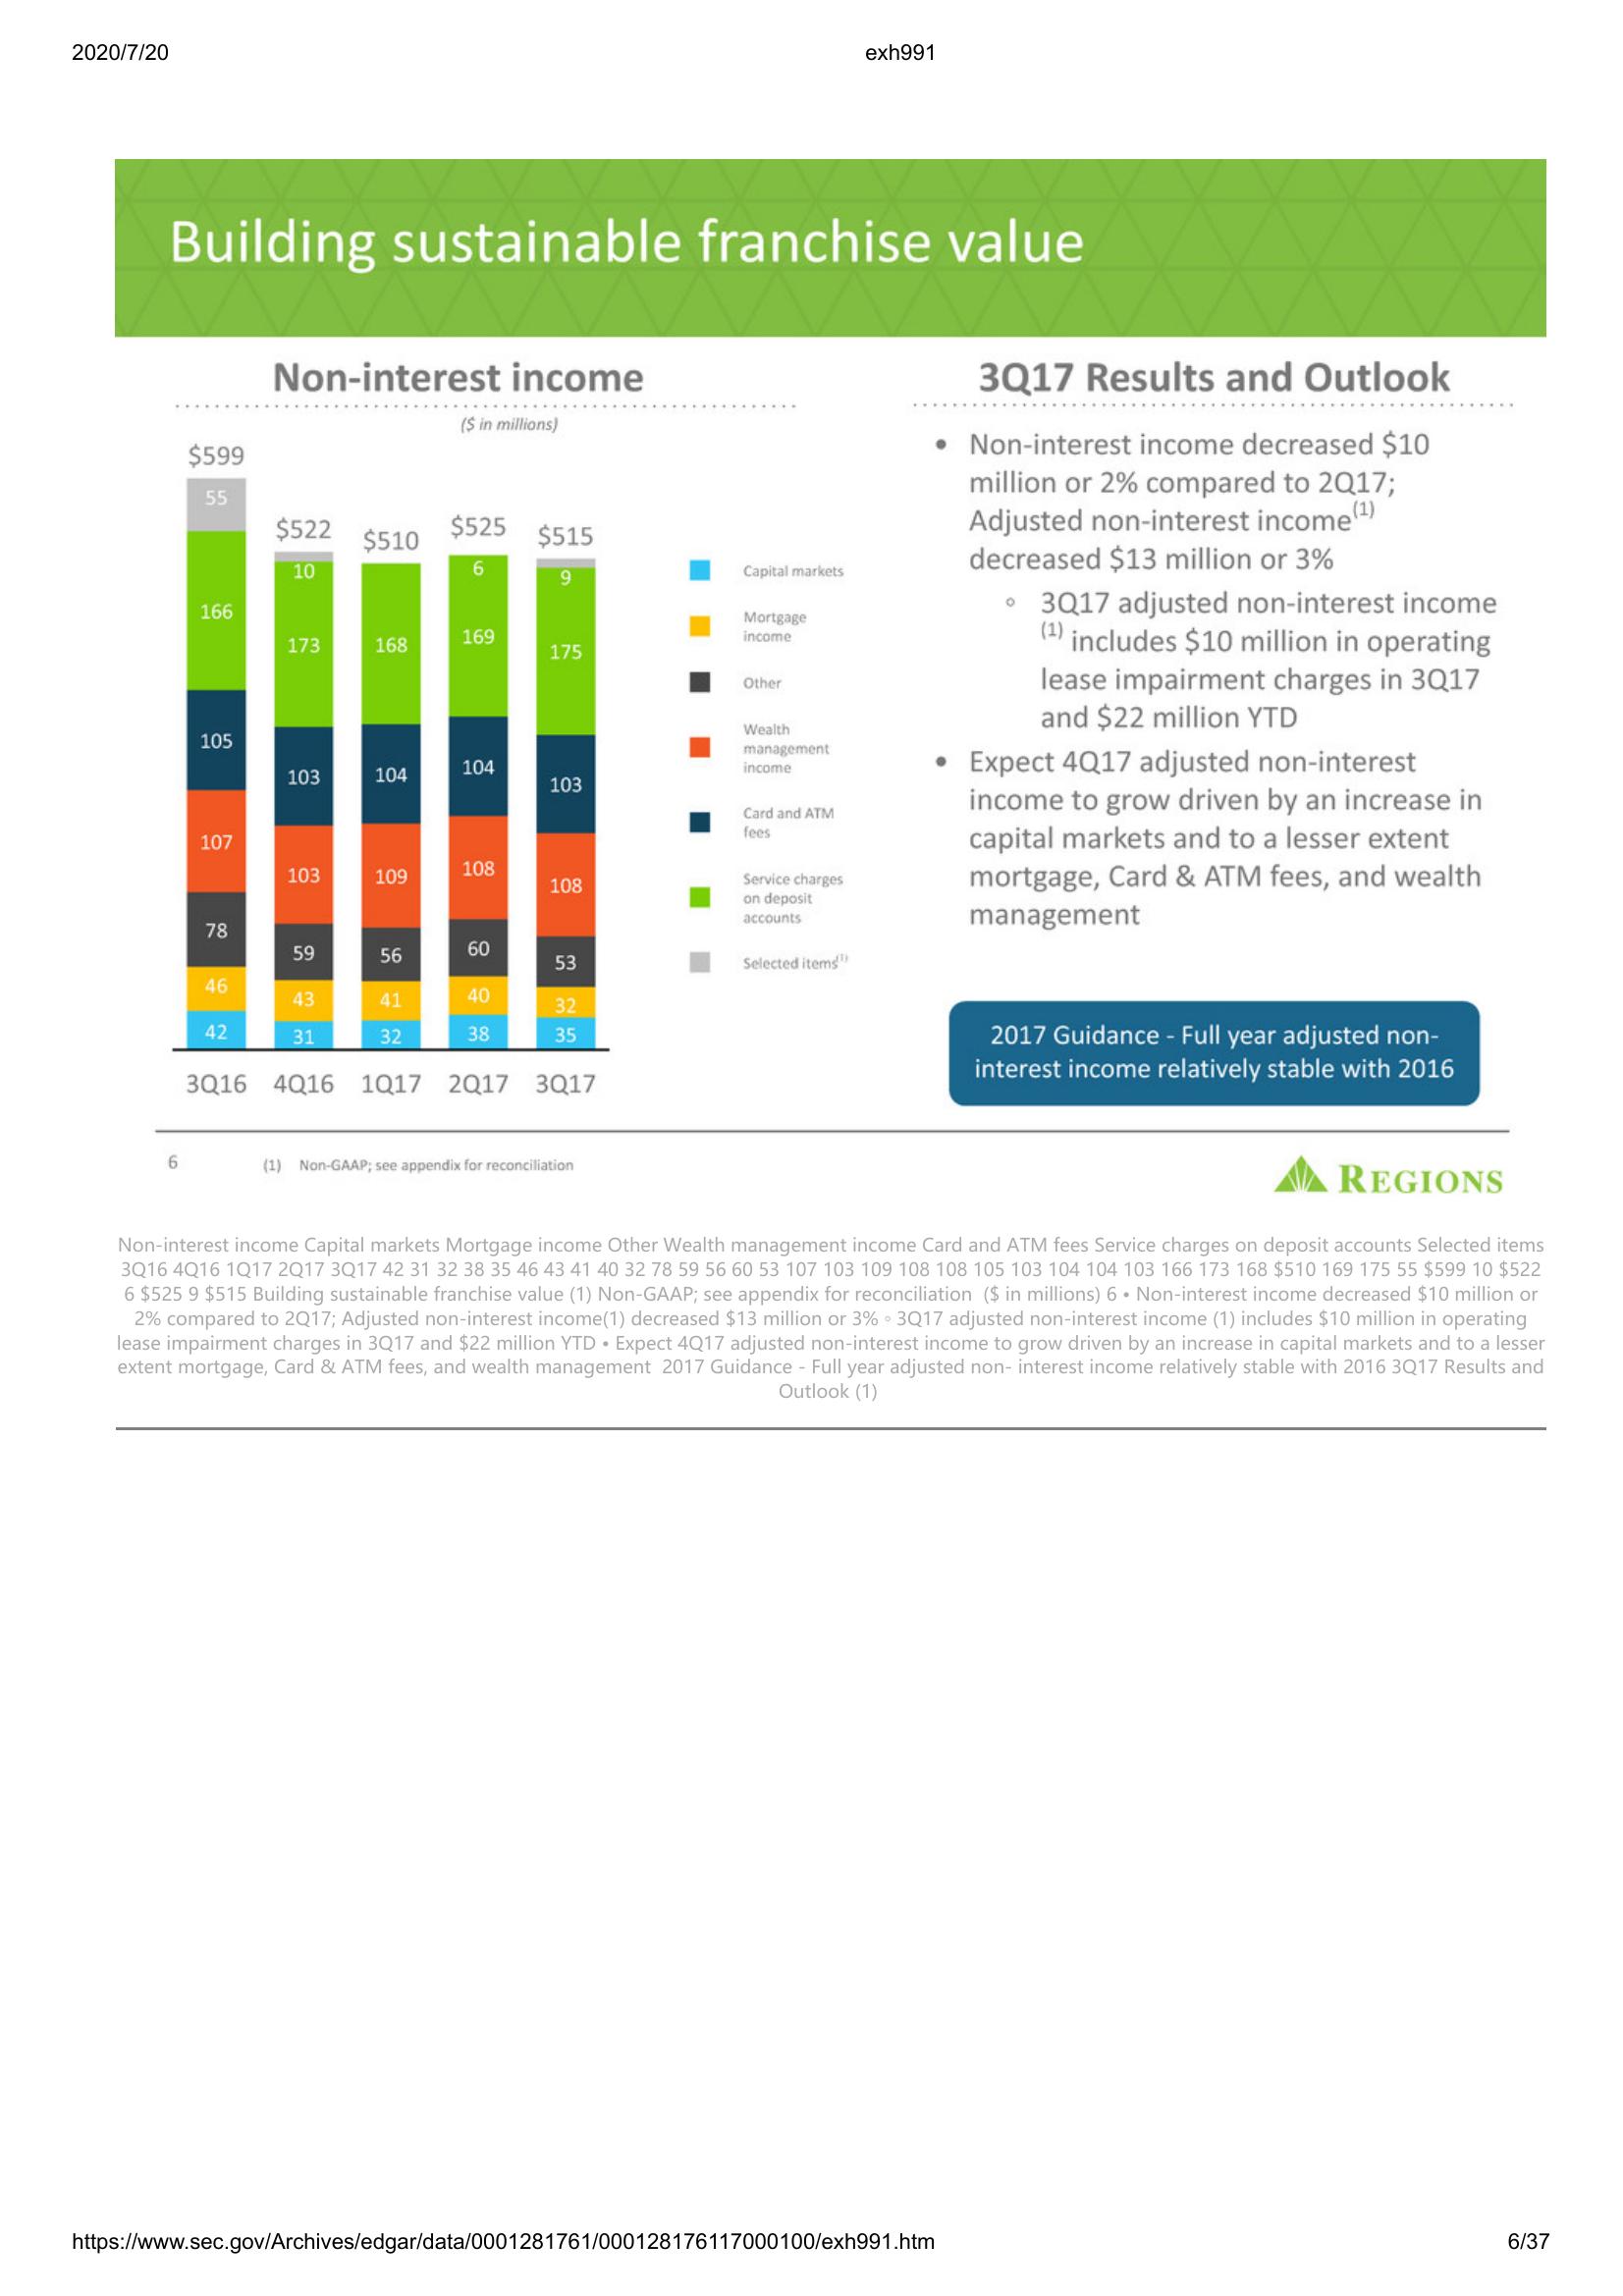 2020/7/20
exh991
Building sustainable franchise value
Non-interest income
($ in millions)
$599
$522
$510
$525
$515
55
10
6
9
166
173
168
169
175
105
103
104
104
103
107
103
109
108
108
78
59
56
60
53
46
43
41
40
32
42
31
32
38
35
3Q16 4Q16 1Q17 2Q17 3Q17
Capital markets
Mortgage
income
Other
Wealth
management
income
Card and ATM
fees
Service charges
on deposit
accounts
Selected items(1)
3Q17 Results and Outlook
• Non-interest income decreased $10
million or 2% compared to 2Q17;
Adjusted non-interest income(1)
decreased $13 million or 3%
◦ 3Q17 adjusted non-interest income
(1) includes $10 million in operating
lease impairment charges in 3Q17
and $22 million YTD
• Expect 4Q17 adjusted non-interest
income to grow driven by an increase in
capital markets and to a lesser extent
mortgage, Card & ATM fees, and wealth
management
2017 Guidance - Full year adjusted non-
interest income relatively stable with 2016
6
(1) Non-GAAP; see appendix for reconciliation
REGIONS
Non-interest income Capital markets Mortgage income Other Wealth management income Card and ATM fees Service charges on deposit accounts Selected items
3Q16 4Q16 1Q17 2Q17 3Q17 42 31 32 38 35 46 43 41 40 32 78 59 56 60 53 107 103 109 108 108 105 103 104 104 103 166 173 168 $510 169 175 55 $599 10 $522
6 $525 9 $515 Building sustainable franchise value (1) Non-GAAP; see appendix for reconciliation ($ in millions) 6 • Non-interest income decreased $10 million or
2% compared to 2Q17; Adjusted non-interest income(1) decreased $13 million or 3% ◦ 3Q17 adjusted non-interest income (1) includes $10 million in operating
lease impairment charges in 3Q17 and $22 million YTD • Expect 4Q17 adjusted non-interest income to grow driven by an increase in capital markets and to a lesser
extent mortgage, Card & ATM fees, and wealth management 2017 Guidance - Full year adjusted non- interest income relatively stable with 2016 3Q17 Results and
Outlook (1)
https://www.sec.gov/Archives/edgar/data/0001281761/000128176117000100/exh991.htm
6/37